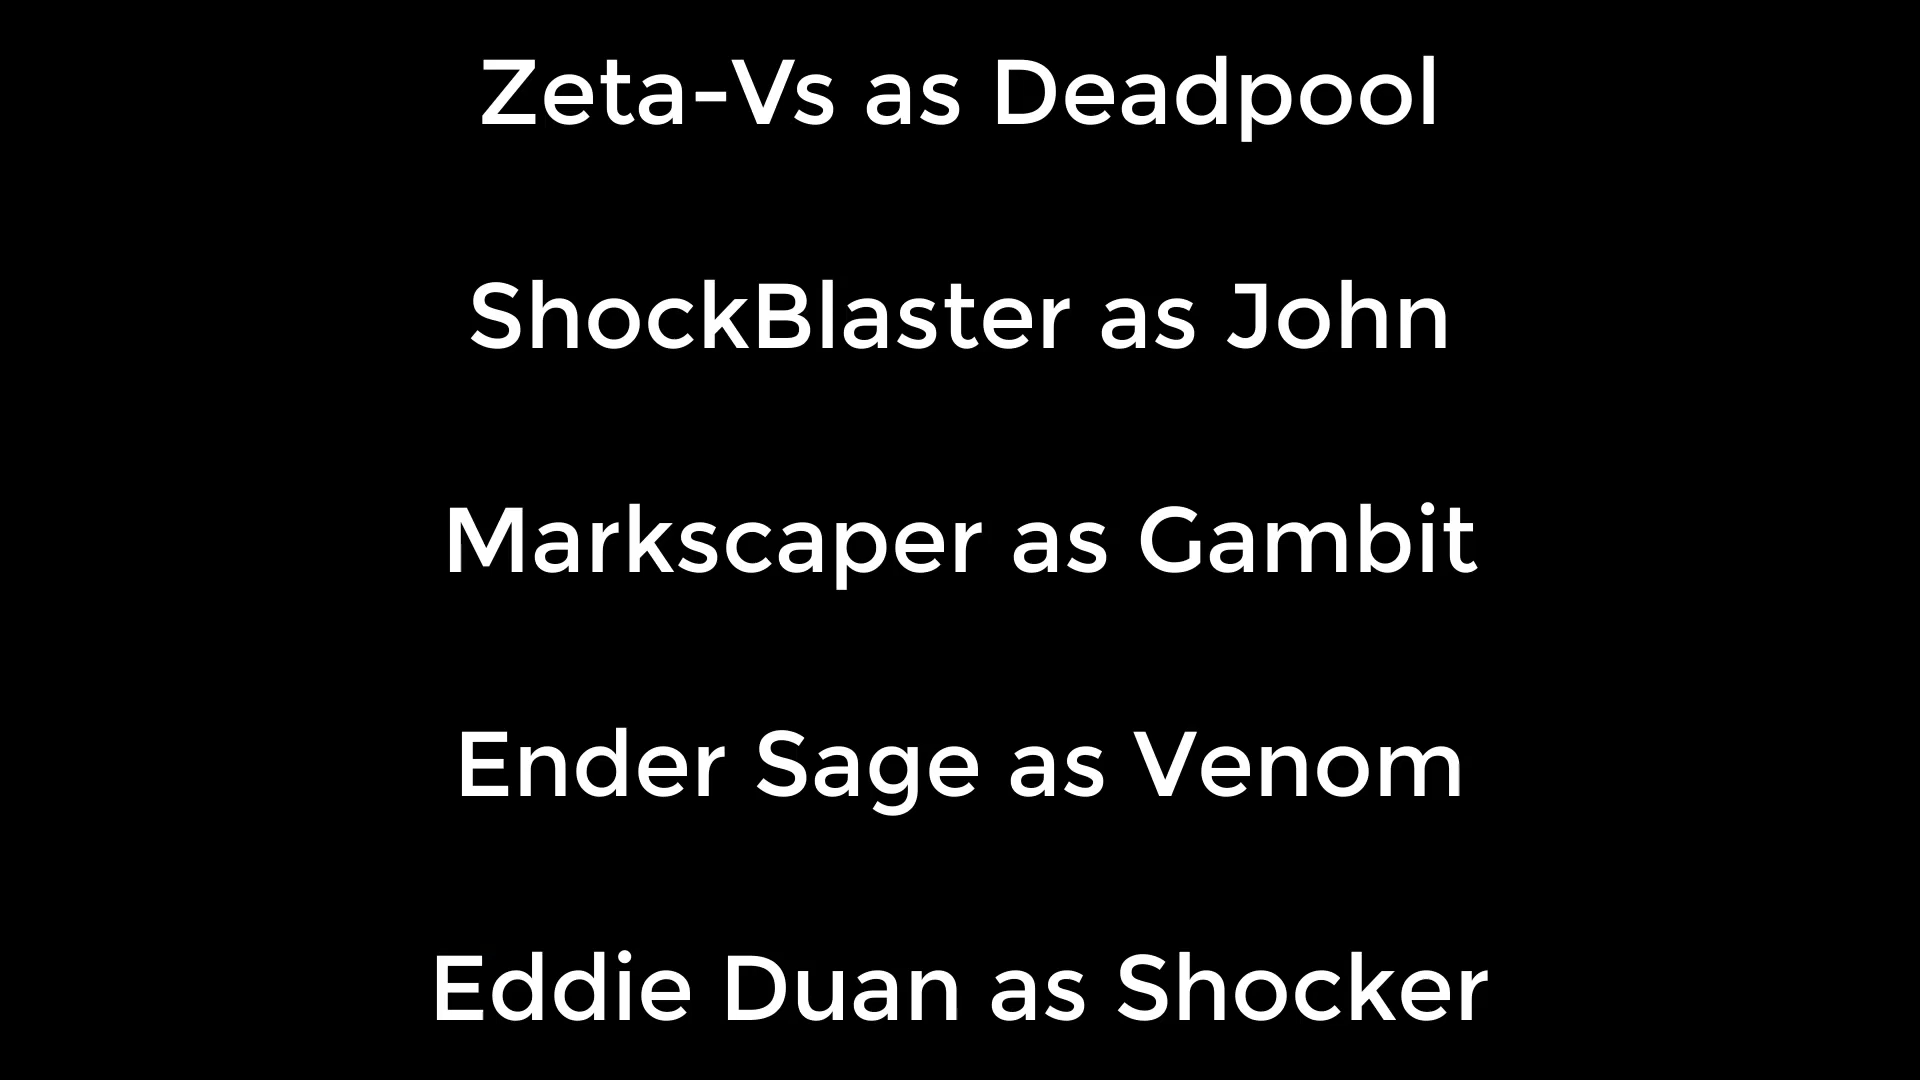 Zeta-Vs as Deadpool
ShockBlaster as John
Markscaper as Gambit
Ender Sage as Venom
Eddie Duan as Shocker